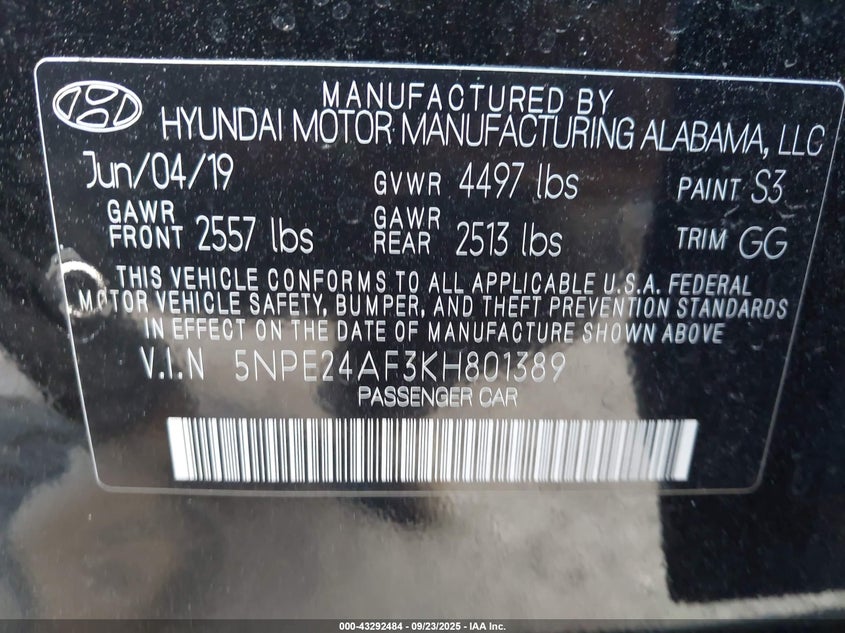 MANUFACTURED BY
HYUNDAI MOTOR MANUFACTURING ALABAMA, LLC
Jun/04/19 GVWR 4497 lbs PAINT S3
GAWR FRONT 2557 lbs GAWR REAR 2513 lbs TRIM GG
THIS VEHICLE CONFORMS TO ALL APPLICABLE U.S.A. FEDERAL
MOTOR VEHICLE SAFETY, BUMPER, AND THEFT PREVENTION STANDARDS
IN EFFECT ON THE DATE OF MANUFACTURE SHOWN ABOVE
V.I.N 5NPE24AF3KH801389
PASSENGER CAR
000-43292484 - 09/23/2025 - IAA Inc.